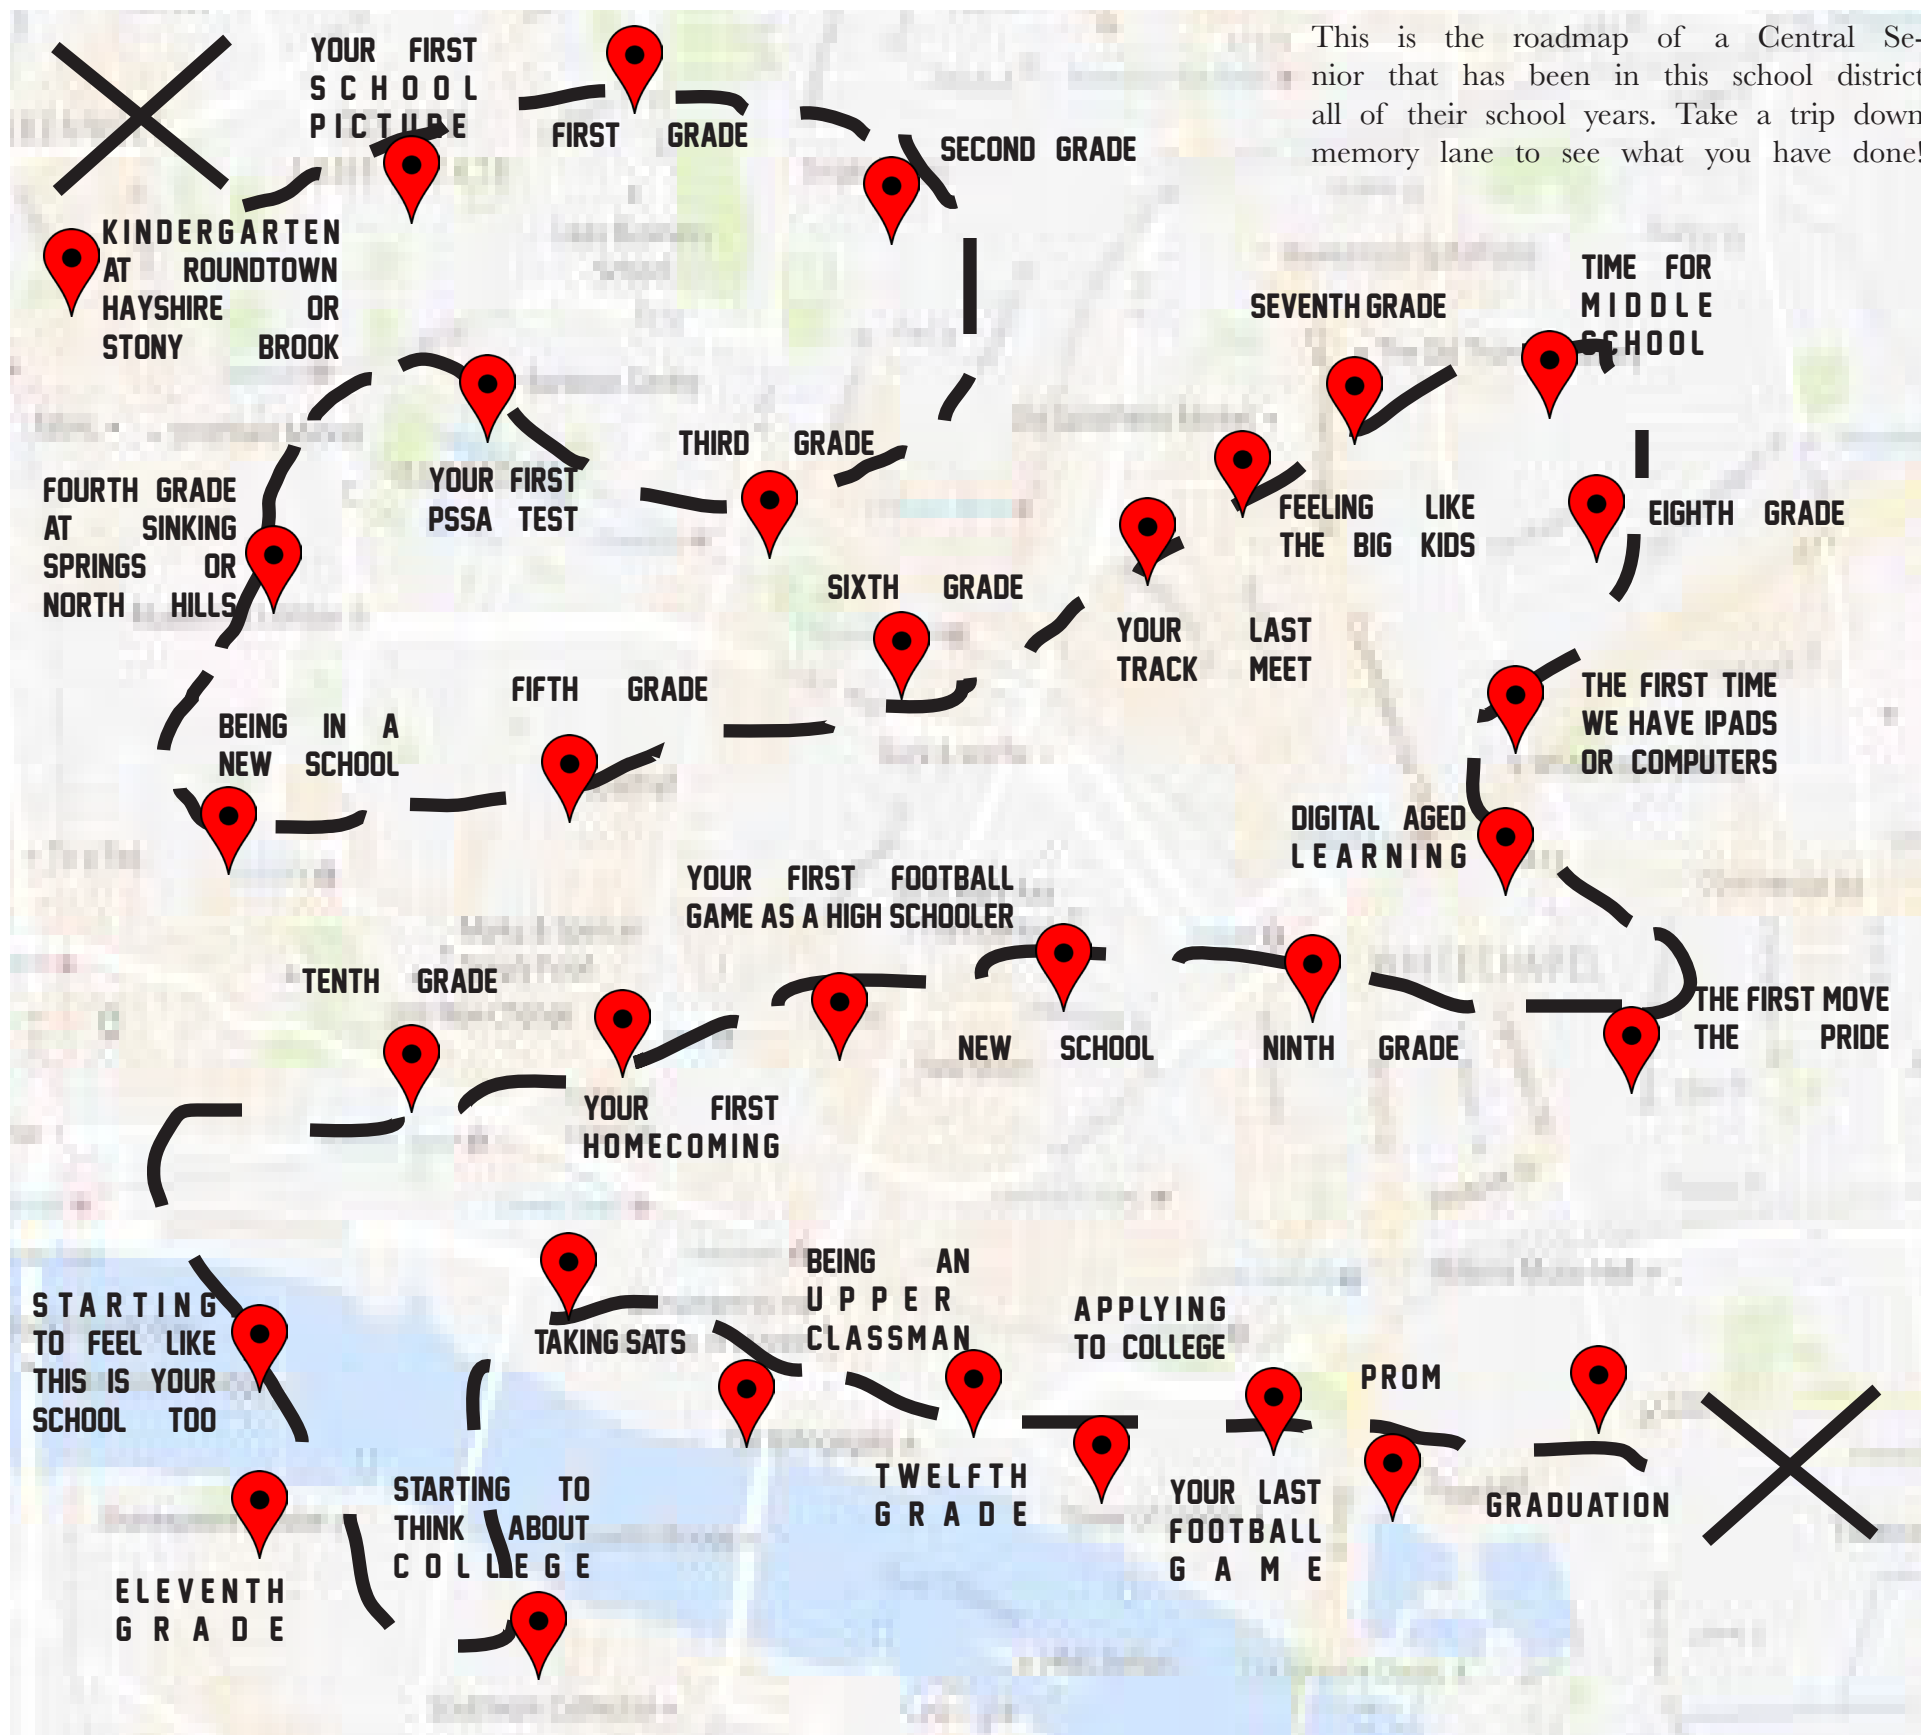 This is the roadmap of a Central Se-
nior that has been in this school district
all of their school years. Take a trip down
memory lane to see what you have done!
KINDERGARTEN
AT ROUNDTOWN
HAYSHIRE OR
STONY BROOK
YOUR FIRST
SCHOOL
PICTURE
FIRST GRADE
SECOND GRADE
THIRD GRADE
YOUR FIRST
PSSA TEST
FOURTH GRADE
AT SINKING
SPRINGS OR
NORTH HILLS
BEING IN A
NEW SCHOOL
FIFTH GRADE
SIXTH GRADE
YOUR LAST
TRACK MEET
FEELING LIKE
THE BIG KIDS
SEVENTH GRADE
TIME FOR
MIDDLE
SCHOOL
EIGHTH GRADE
THE FIRST TIME
WE HAVE IPADS
OR COMPUTERS
DIGITAL AGED
LEARNING
THE FIRST MOVE
THE PRIDE
NINTH GRADE
NEW SCHOOL
YOUR FIRST FOOTBALL
GAME AS A HIGH SCHOOLER
YOUR FIRST
HOMECOMING
TENTH GRADE
STARTING
TO FEEL LIKE
THIS IS YOUR
SCHOOL TOO
ELEVENTH
GRADE
STARTING TO
THINK ABOUT
COLLEGE
TAKING SATS
BEING AN
UPPER
CLASSMAN
TWELFTH
GRADE
APPLYING
TO COLLEGE
YOUR LAST
FOOTBALL
GAME
PROM
GRADUATION